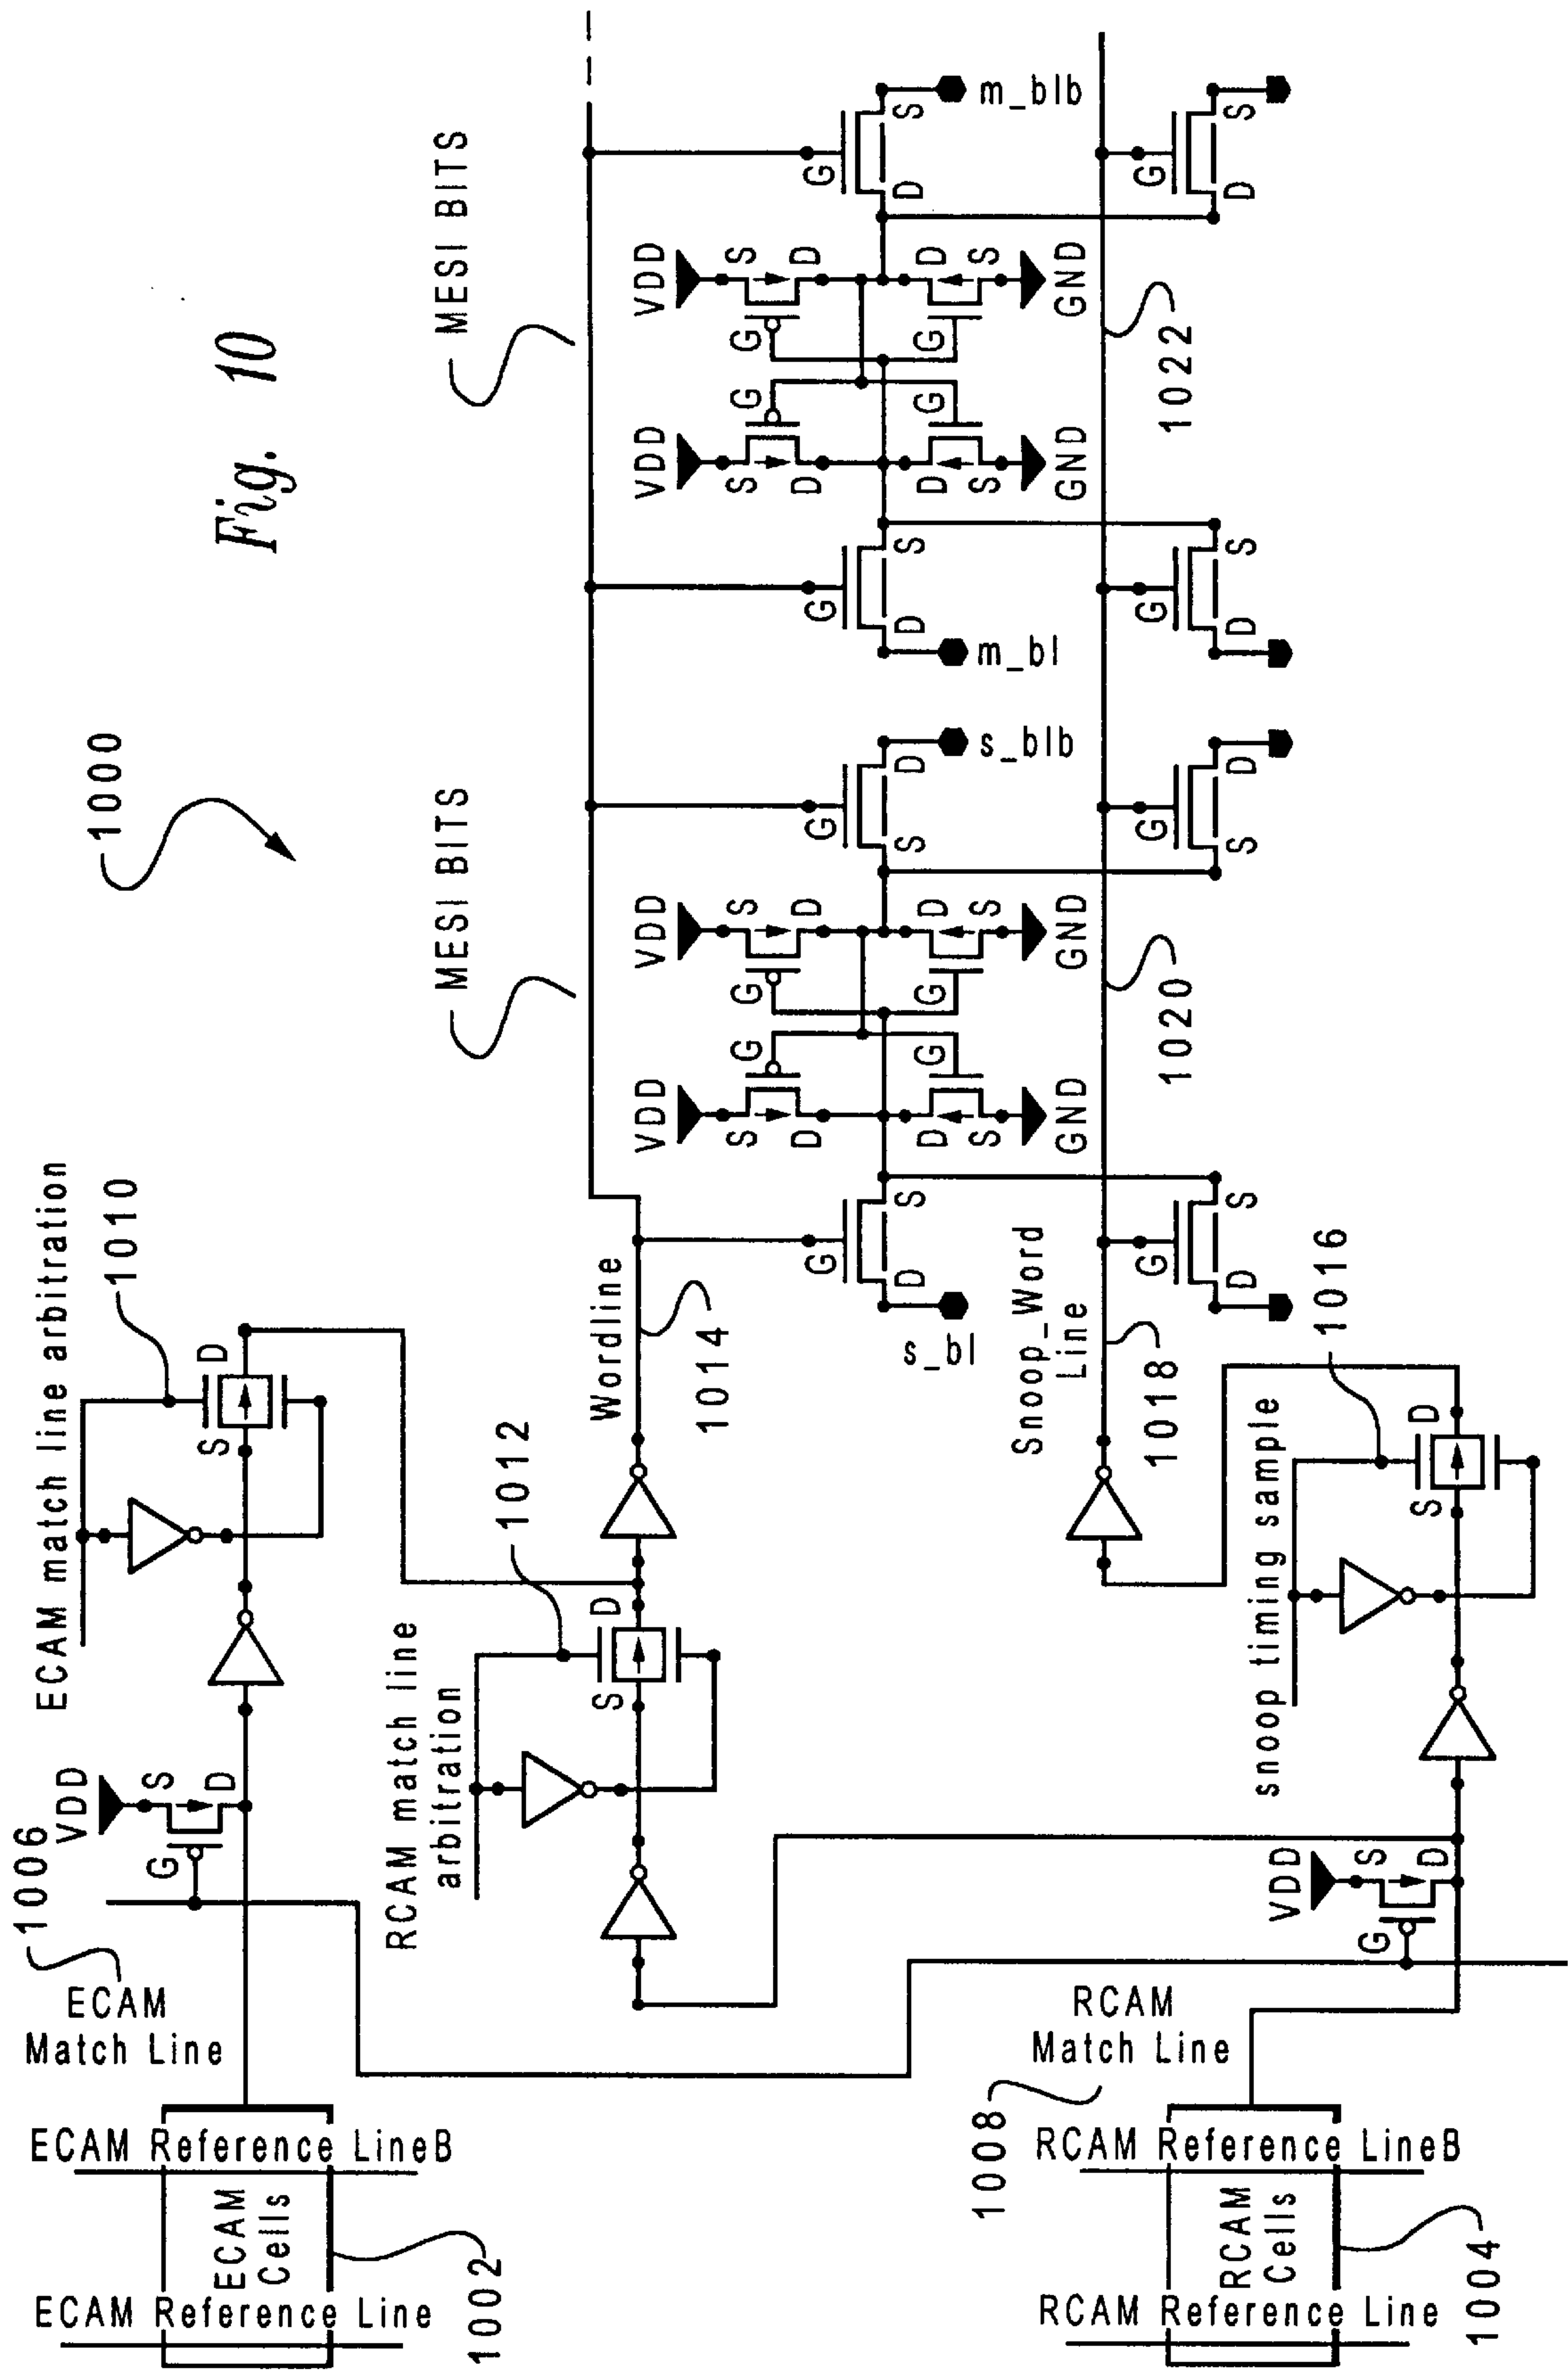 Fig. 10
1000
ECAM match line arbitration
1010
1006
VDD
S
D
G
ECAM
Match Line
S
D
ECAM Reference LineB
ECAM
Cells
ECAM Reference Line
1002
RCAM match line
arbitration
1012
S
D
Wordline
1014
MESI BITS
MESI BITS
VDD
VDD
VDD
VDD
S
G
D
G
S
D
S
G
D
G
S
D
D
G
S
G
D
S
D
G
S
G
D
S
GND
GND
GND
GND
G
D
S
s_bl
G
S
D
s_blb
G
D
S
m_bl
G
D
S
m_blb
Snoop_Word
Line
1018
1020
1022
G
D
S
G
S
D
G
D
S
G
D
S
snoop timing sample
1016
S
D
VDD
S
D
G
RCAM
Match Line
1008
RCAM Reference LineB
RCAM
Cells
RCAM Reference Line
1004